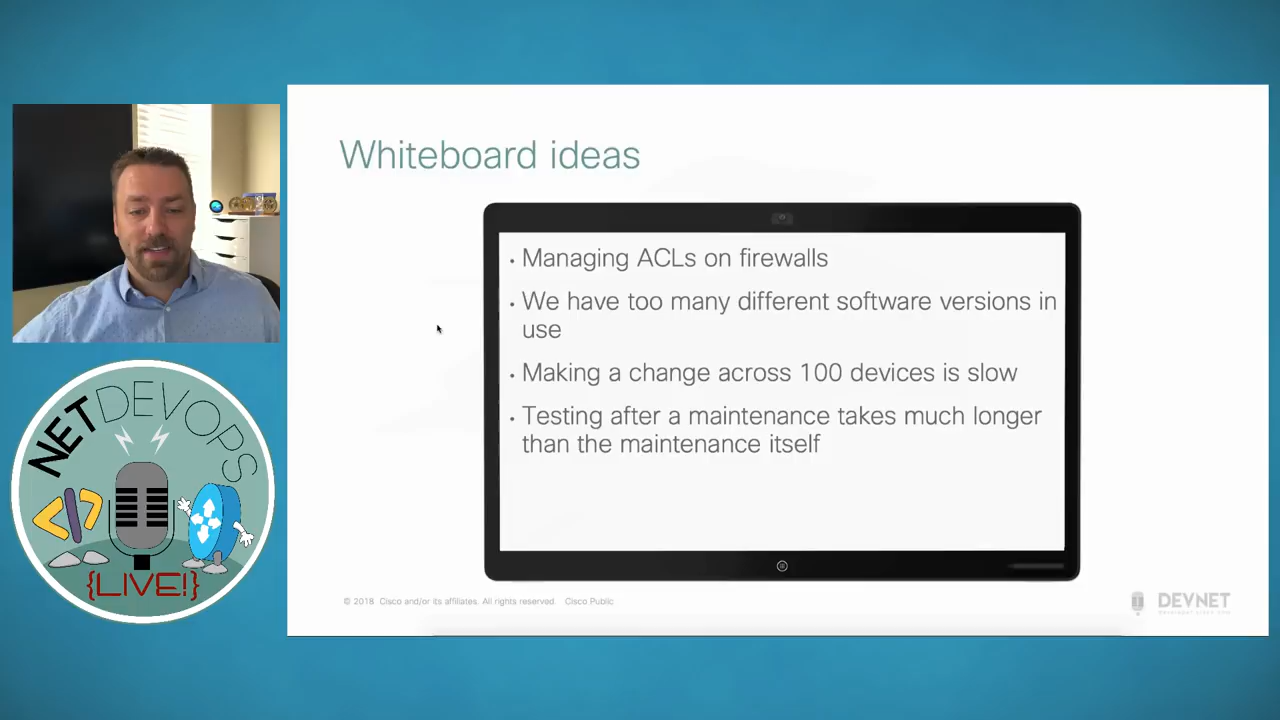 Whiteboard ideas
• Managing ACLs on firewalls
• We have too many different software versions in
use
• Making a change across 100 devices is slow
• Testing after a maintenance takes much longer
than the maintenance itself
NETDEVOPS
</>
{LIVE!}
© 2018 Cisco and/or its affiliates. All rights reserved. Cisco Public
DEVNET